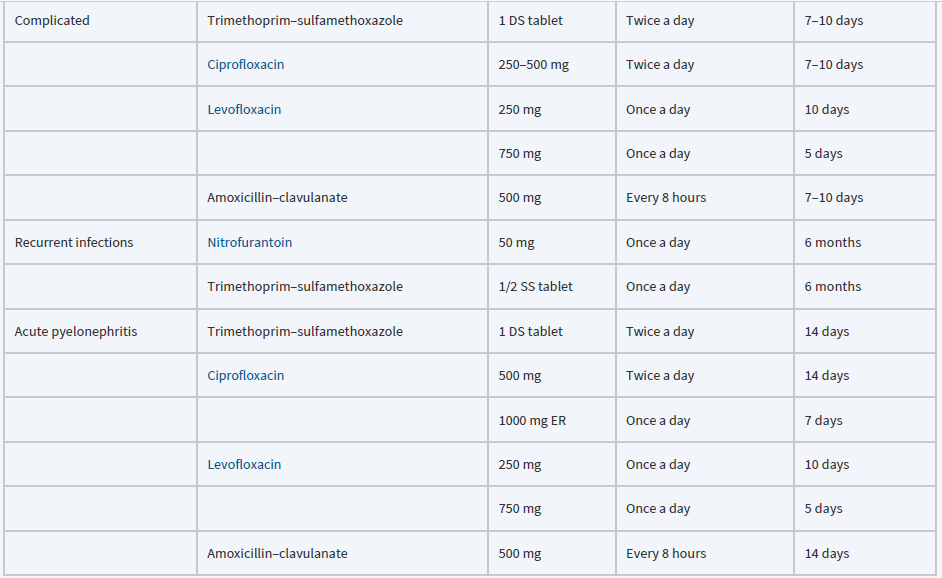 Complicated Trimethoprim–sulfamethoxazole 1 DS tablet Twice a day 7–10 days
Ciprofloxacin 250–500 mg Twice a day 7–10 days
Levofloxacin 250 mg Once a day 10 days
750 mg Once a day 5 days
Amoxicillin–clavulanate 500 mg Every 8 hours 7–10 days
Recurrent infections Nitrofurantoin 50 mg Once a day 6 months
Trimethoprim–sulfamethoxazole 1/2 SS tablet Once a day 6 months
Acute pyelonephritis Trimethoprim–sulfamethoxazole 1 DS tablet Twice a day 14 days
Ciprofloxacin 500 mg Twice a day 14 days
1000 mg ER Once a day 7 days
Levofloxacin 250 mg Once a day 10 days
750 mg Once a day 5 days
Amoxicillin–clavulanate 500 mg Every 8 hours 14 days